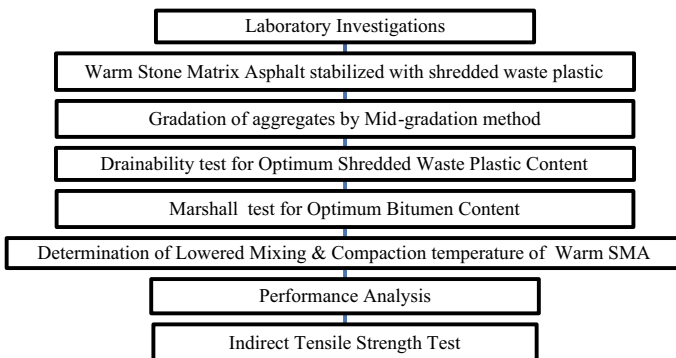 Laboratory Investigations
Warm Stone Matrix Asphalt stabilized with shredded waste plastic
Gradation of aggregates by Mid-gradation method
Drainability test for Optimum Shredded Waste Plastic Content
Marshall test for Optimum Bitumen Content
Determination of Lowered Mixing & Compaction temperature of Warm SMA
Performance Analysis
Indirect Tensile Strength Test